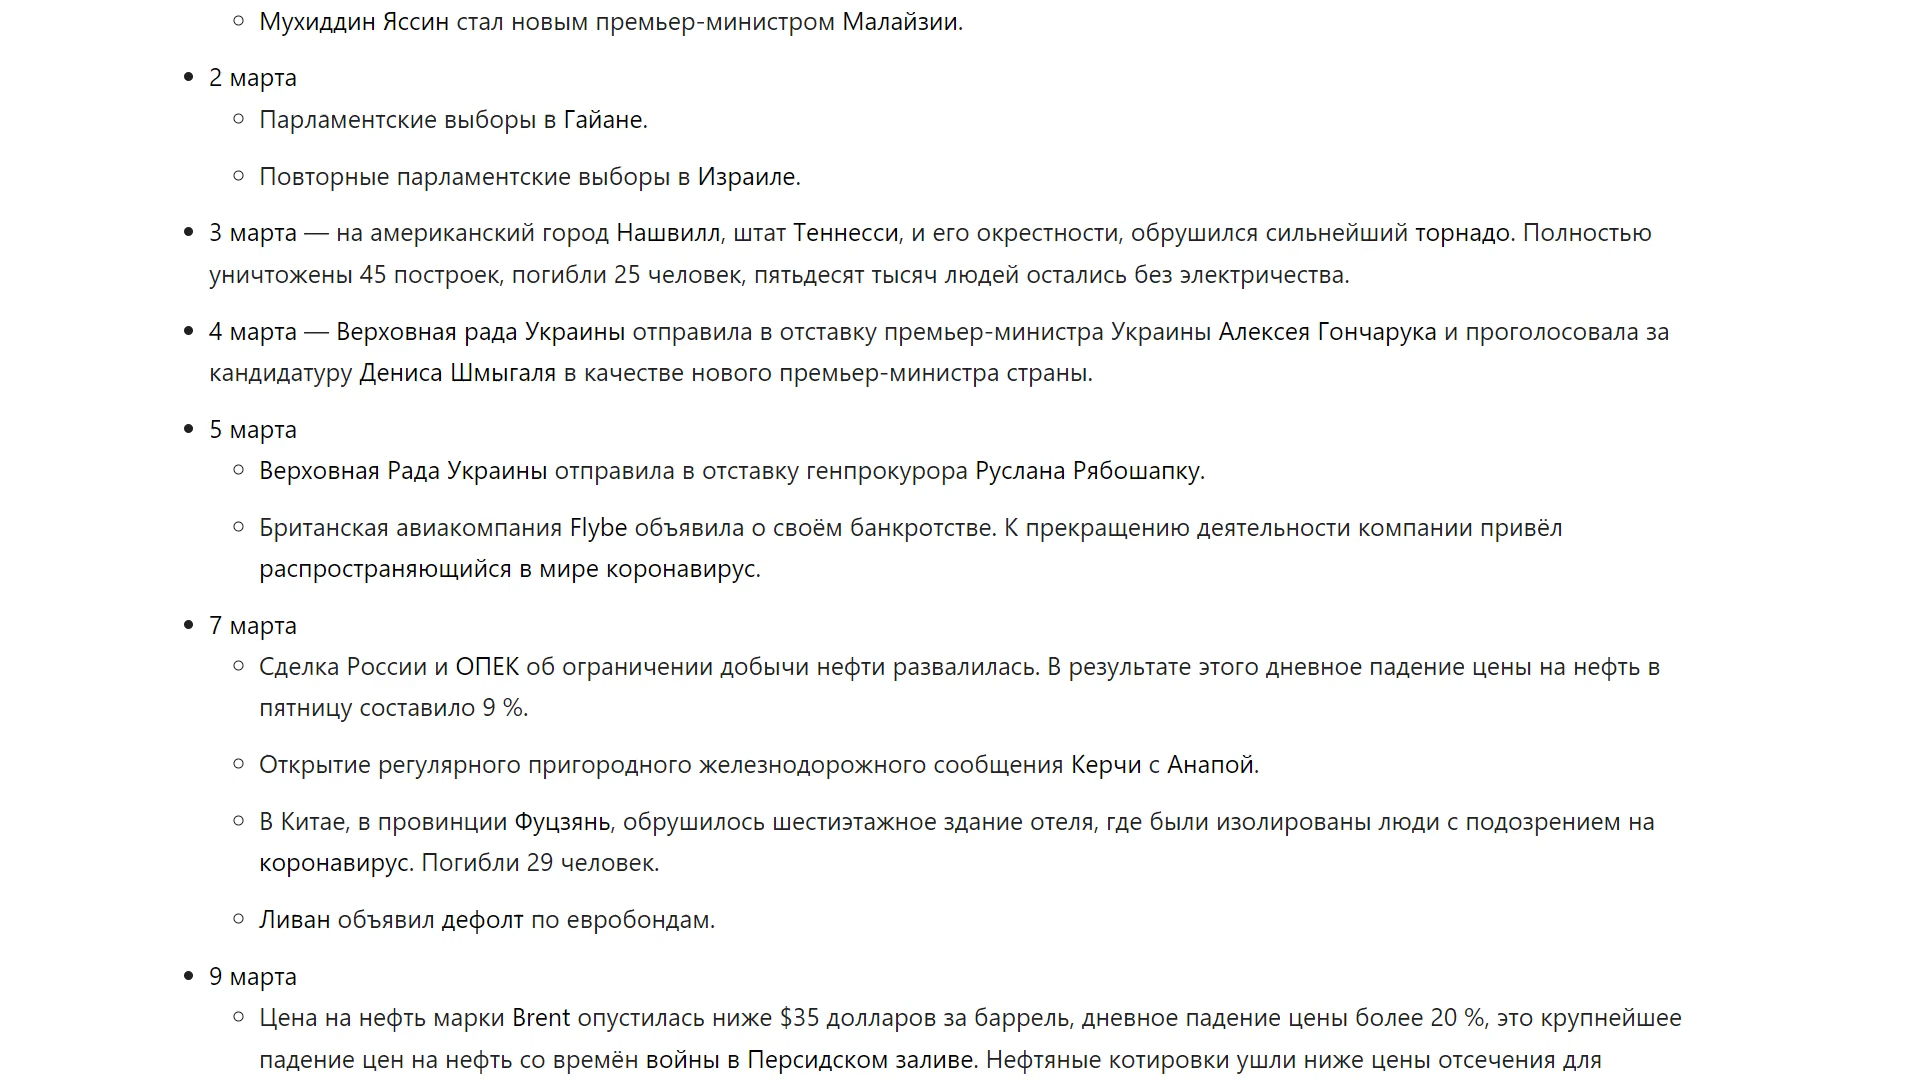 Мухиддин Яссин стал новым премьер-министром Малайзии.
2 марта
Парламентские выборы в Гайане.
Повторные парламентские выборы в Израиле.
3 марта — на американский город Нашвилл, штат Теннесси, и его окрестности, обрушился сильнейший торнадо. Полностью
уничтожены 45 построек, погибли 25 человек, пятьдесят тысяч людей остались без электричества.
4 марта — Верховная рада Украины отправила в отставку премьер-министра Украины Алексея Гончарука и проголосовала за
кандидатуру Дениса Шмыгаля в качестве нового премьер-министра страны.
5 марта
Верховная Рада Украины отправила в отставку генпрокурора Руслана Рябошапку.
Британская авиакомпания Flybe объявила о своём банкротстве. К прекращению деятельности компании привёл
распространяющийся в мире коронавирус.
7 марта
Сделка России и ОПЕК об ограничении добычи нефти развалилась. В результате этого дневное падение цены на нефть в
пятницу составило 9 %.
Открытие регулярного пригородного железнодорожного сообщения Керчи с Анапой.
В Китае, в провинции Фуцзянь, обрушилось шестиэтажное здание отеля, где были изолированы люди с подозрением на
коронавирус. Погибли 29 человек.
Ливан объявил дефолт по евробондам.
9 марта
Цена на нефть марки Brent опустилась ниже $35 долларов за баррель, дневное падение цены более 20 %, это крупнейшее
падение цен на нефть со времён войны в Персидском заливе. Нефтяные котировки ушли ниже цены отсечения для